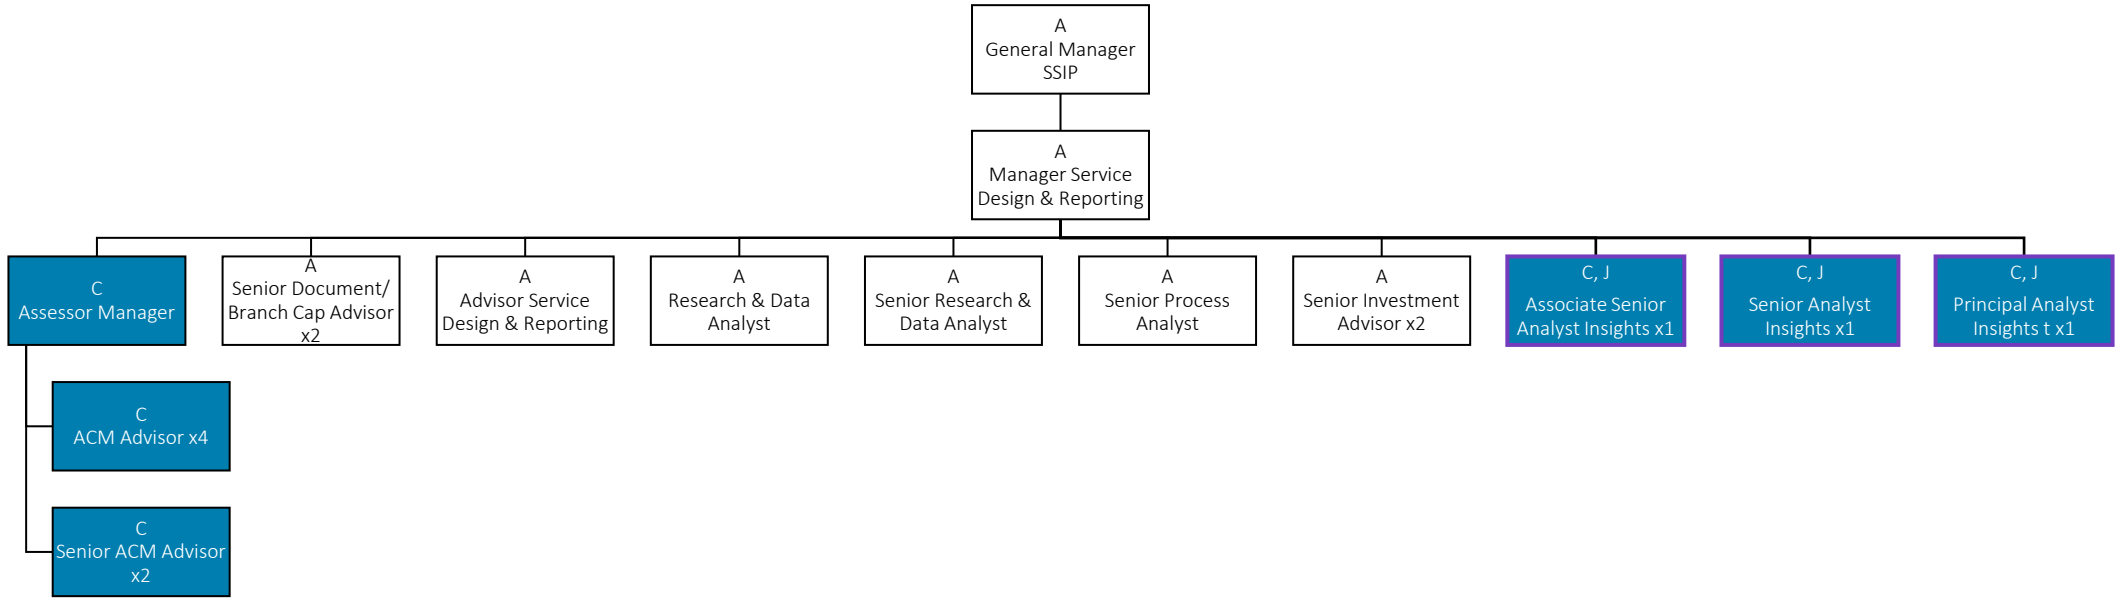 A
General Manager
SSIP
A
Manager Service
Design & Reporting
C
Assessor Manager
A
Senior Document/
Branch Cap Advisor
x2
A
Advisor Service
Design & Reporting
A
Research & Data
Analyst
A
Senior Research &
Data Analyst
A
Senior Process
Analyst
A
Senior Investment
Advisor x2
C, J
Associate Senior
Analyst Insights x1
C, J
Senior Analyst
Insights x1
C, J
Principal Analyst
Insights t x1
C
ACM Advisor x4
C
Senior ACM Advisor
x2